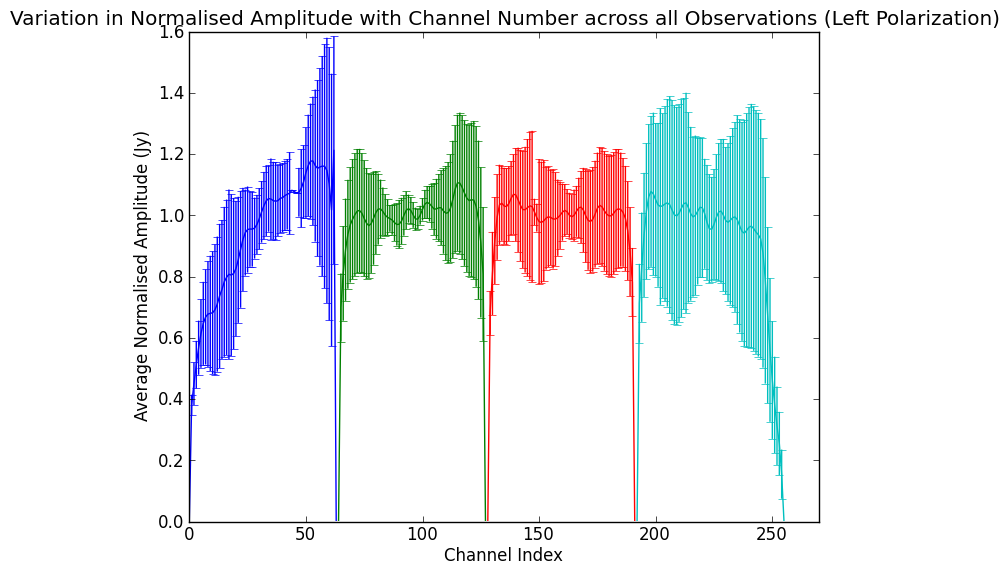 Variation in Normalised Amplitude with Channel Number across all Observations (Left Polarization)
1.6
1.4
1.2
1.0
0.8
0.6
0.4
0.2
0.0
Average Normalised Amplitude (Jy)
0 50 100 150 200 250
Channel Index